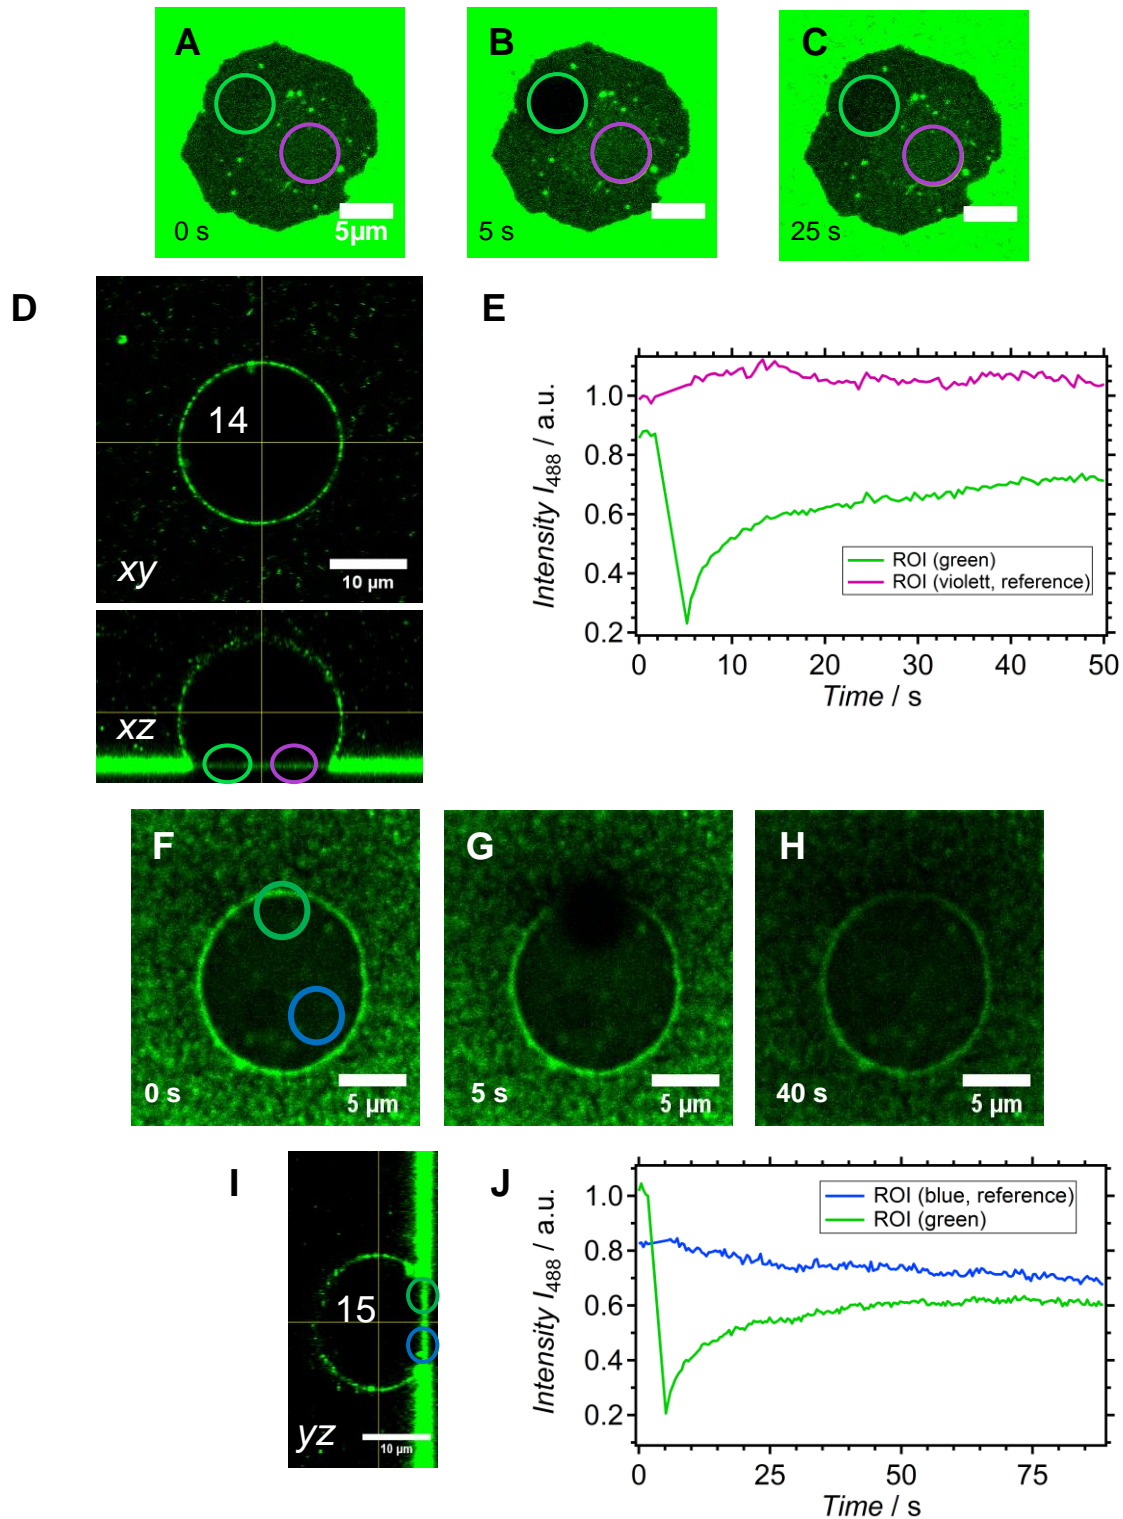 A
B
C
0 s
5µm
5 s
25 s
D
14
xy
10 µm
xz
E
1.0
0.8
0.6
0.4
0.2
Intensity I488 / a.u.
ROI (green)
ROI (violett, reference)
0 10 20 30 40 50
Time / s
F
G
H
0 s
5 µm
5 s
5 µm
40 s
5 µm
I
15
yz
10 µm
J
1.0
0.8
0.6
0.4
0.2
Intensity I488 / a.u.
ROI (blue, reference)
ROI (green)
0 25 50 75
Time / s